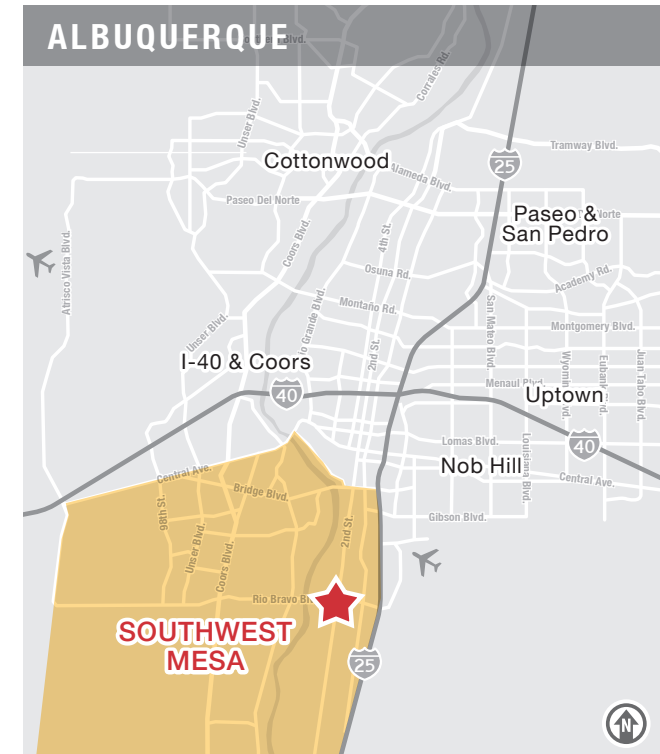 ALBUQUERQUE
Blvd.
Corrales Rd.
Unser Blvd.
Tramway Blvd.
25
Cottonwood
Alameda Blvd.
Paseo Del Norte
Paseo &
San Pedro
4th St.
Coors Blvd.
Atrisco Vista Blvd.
Osuna Rd.
Academy Rd.
Montaño Rd.
San Mateo Blvd.
Montgomery Blvd.
Unser Blvd.
Grande Blvd.
2nd St.
I-40 & Coors
Juan Tabo Blvd.
Menaul Blvd.
Uptown
40
Lomas Blvd.
Louisiana Blvd.
40
Nob Hill
Central Ave.
Central Ave.
Bridge Blvd.
98th St.
Gibson Blvd.
Unser Blvd.
Coors Blvd.
2nd St.
Rio Bravo
SOUTHWEST
MESA
25
N